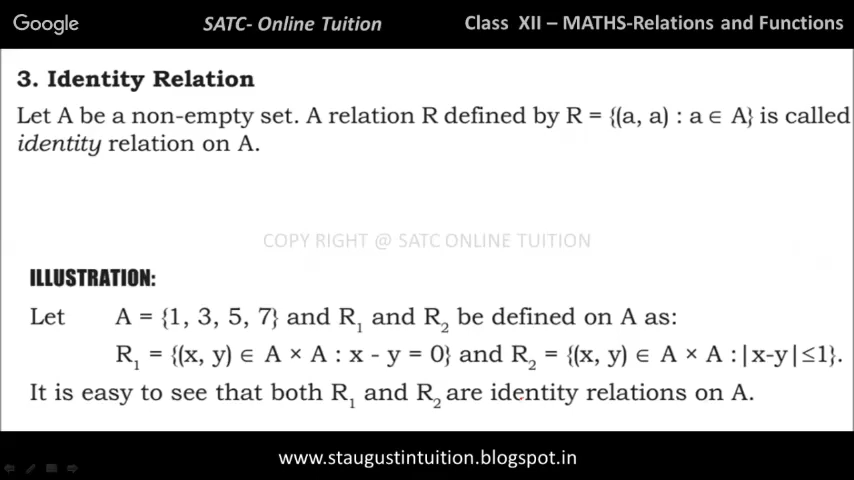 Google SATC- Online Tuition Class XII – MATHS-Relations and Functions
3. Identity Relation
Let A be a non-empty set. A relation R defined by R = {(a, a) : a ∈ A} is called
identity relation on A.
COPY RIGHT @ SATC ONLINE TUITION
ILLUSTRATION:
Let A = {1, 3, 5, 7} and R₁ and R₂ be defined on A as:
R₁ = {(x, y) ∈ A × A : x - y = 0} and R₂ = {(x, y) ∈ A × A :|x-y|≤1}.
It is easy to see that both R₁ and R₂ are identity relations on A.
www.staugustintuition.blogspot.in